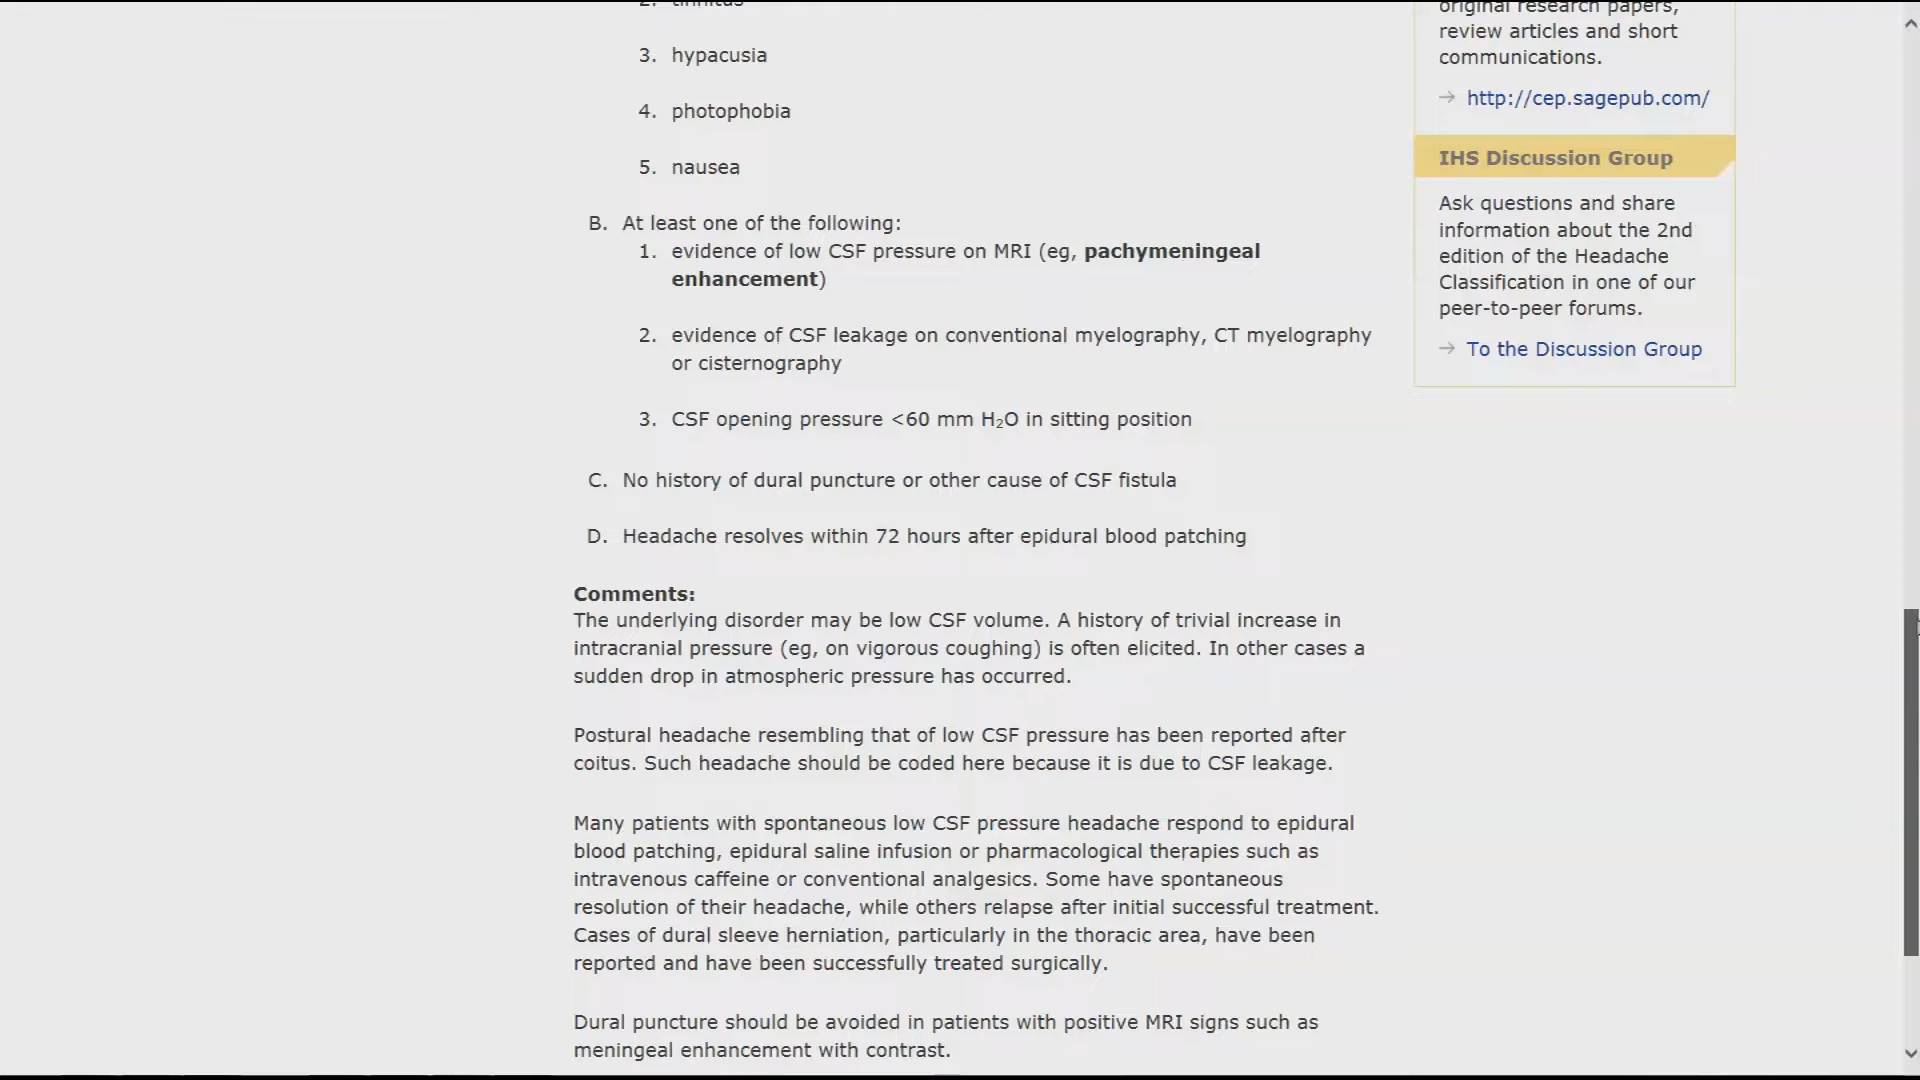 2. tinnitus
3. hypacusia
4. photophobia
5. nausea
B. At least one of the following:
1. evidence of low CSF pressure on MRI (eg, pachymeningeal
enhancement)
2. evidence of CSF leakage on conventional myelography, CT myelography
or cisternography
3. CSF opening pressure <60 mm H₂O in sitting position
C. No history of dural puncture or other cause of CSF fistula
D. Headache resolves within 72 hours after epidural blood patching
Comments:
The underlying disorder may be low CSF volume. A history of trivial increase in
intracranial pressure (eg, on vigorous coughing) is often elicited. In other cases a
sudden drop in atmospheric pressure has occurred.
Postural headache resembling that of low CSF pressure has been reported after
coitus. Such headache should be coded here because it is due to CSF leakage.
Many patients with spontaneous low CSF pressure headache respond to epidural
blood patching, epidural saline infusion or pharmacological therapies such as
intravenous caffeine or conventional analgesics. Some have spontaneous
resolution of their headache, while others relapse after initial successful treatment.
Cases of dural sleeve herniation, particularly in the thoracic area, have been
reported and have been successfully treated surgically.
Dural puncture should be avoided in patients with positive MRI signs such as
meningeal enhancement with contrast.
original research papers,
review articles and short
communications.
→ http://cep.sagepub.com/
IHS Discussion Group
Ask questions and share
information about the 2nd
edition of the Headache
Classification in one of our
peer-to-peer forums.
→ To the Discussion Group